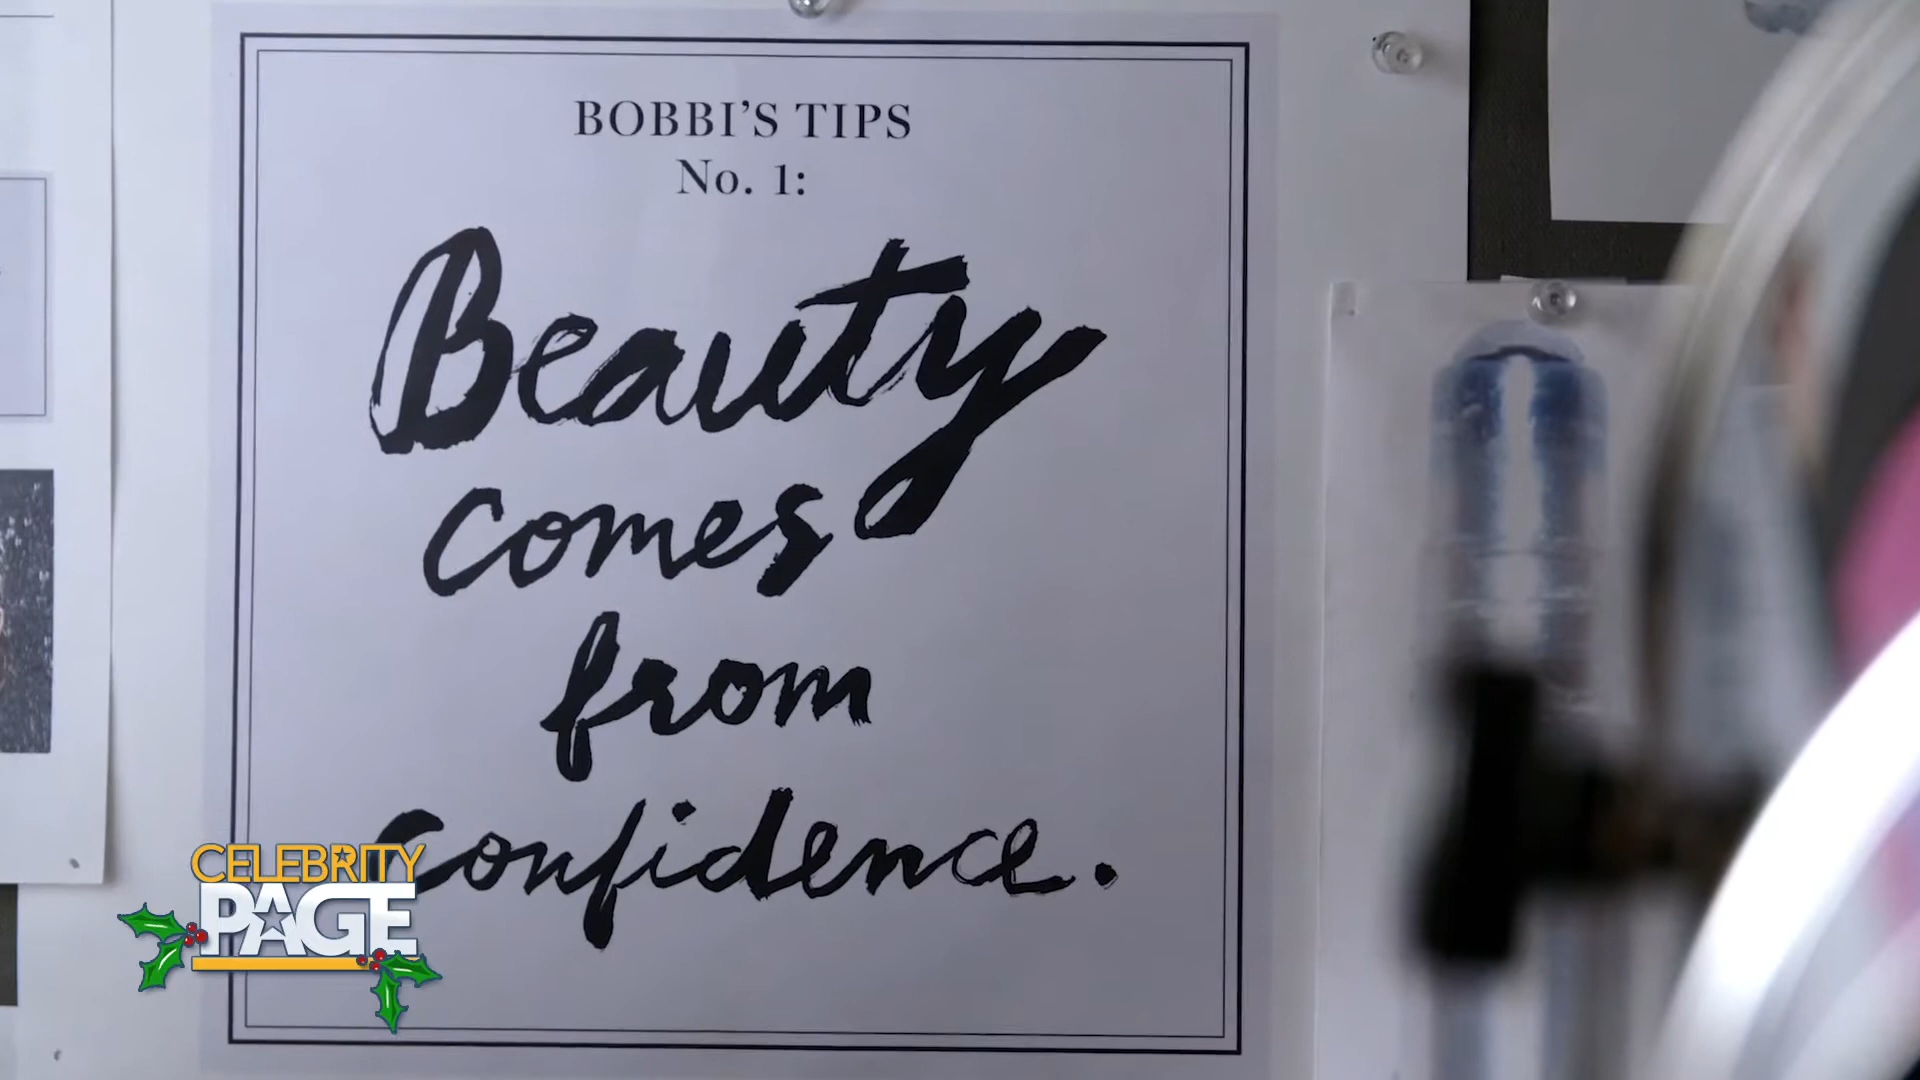 BOBBI'S TIPS
No. 1:
Beauty
comes
from
confidence.
CELEBRITY
PAGE